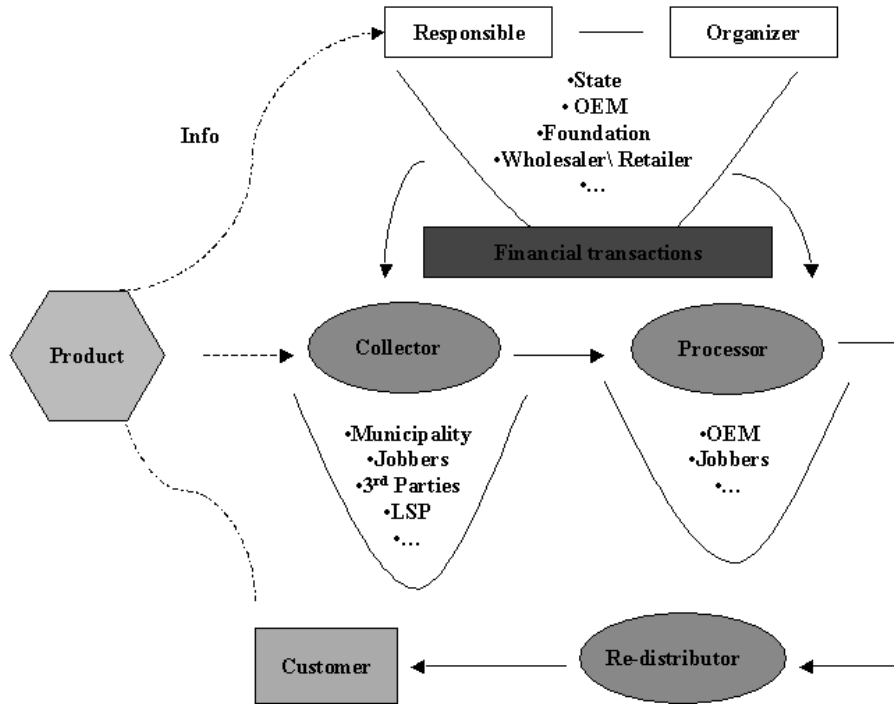 Responsible
Organizer
•State
•OEM
•Foundation
•Wholesaler\ Retailer
•...
Info
Financial transactions
Product
Collector
Processor
•Municipality
•Jobbers
•3rd Parties
•LSP
•...
•OEM
•Jobbers
•...
Customer
Re-distributor